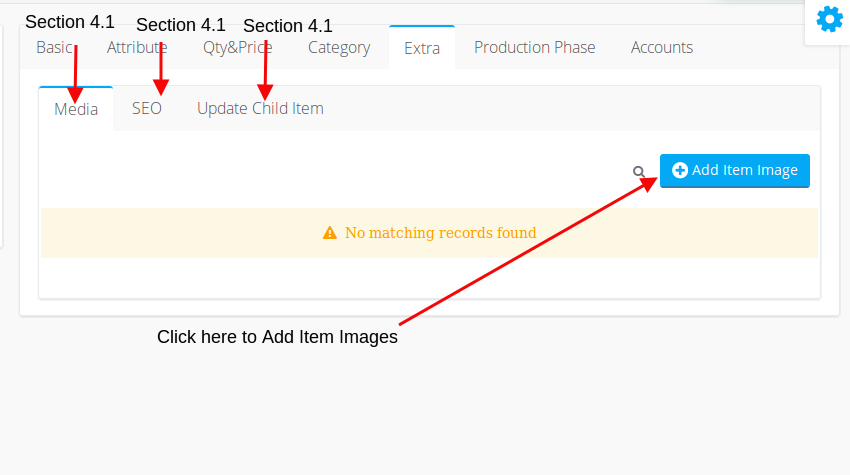 Section 4.1 Section 4.1 Section 4.1
Basic Attribute Qty&Price Category Extra Production Phase Accounts
Media SEO Update Child Item
Add Item Image
No matching records found
Click here to Add Item Images